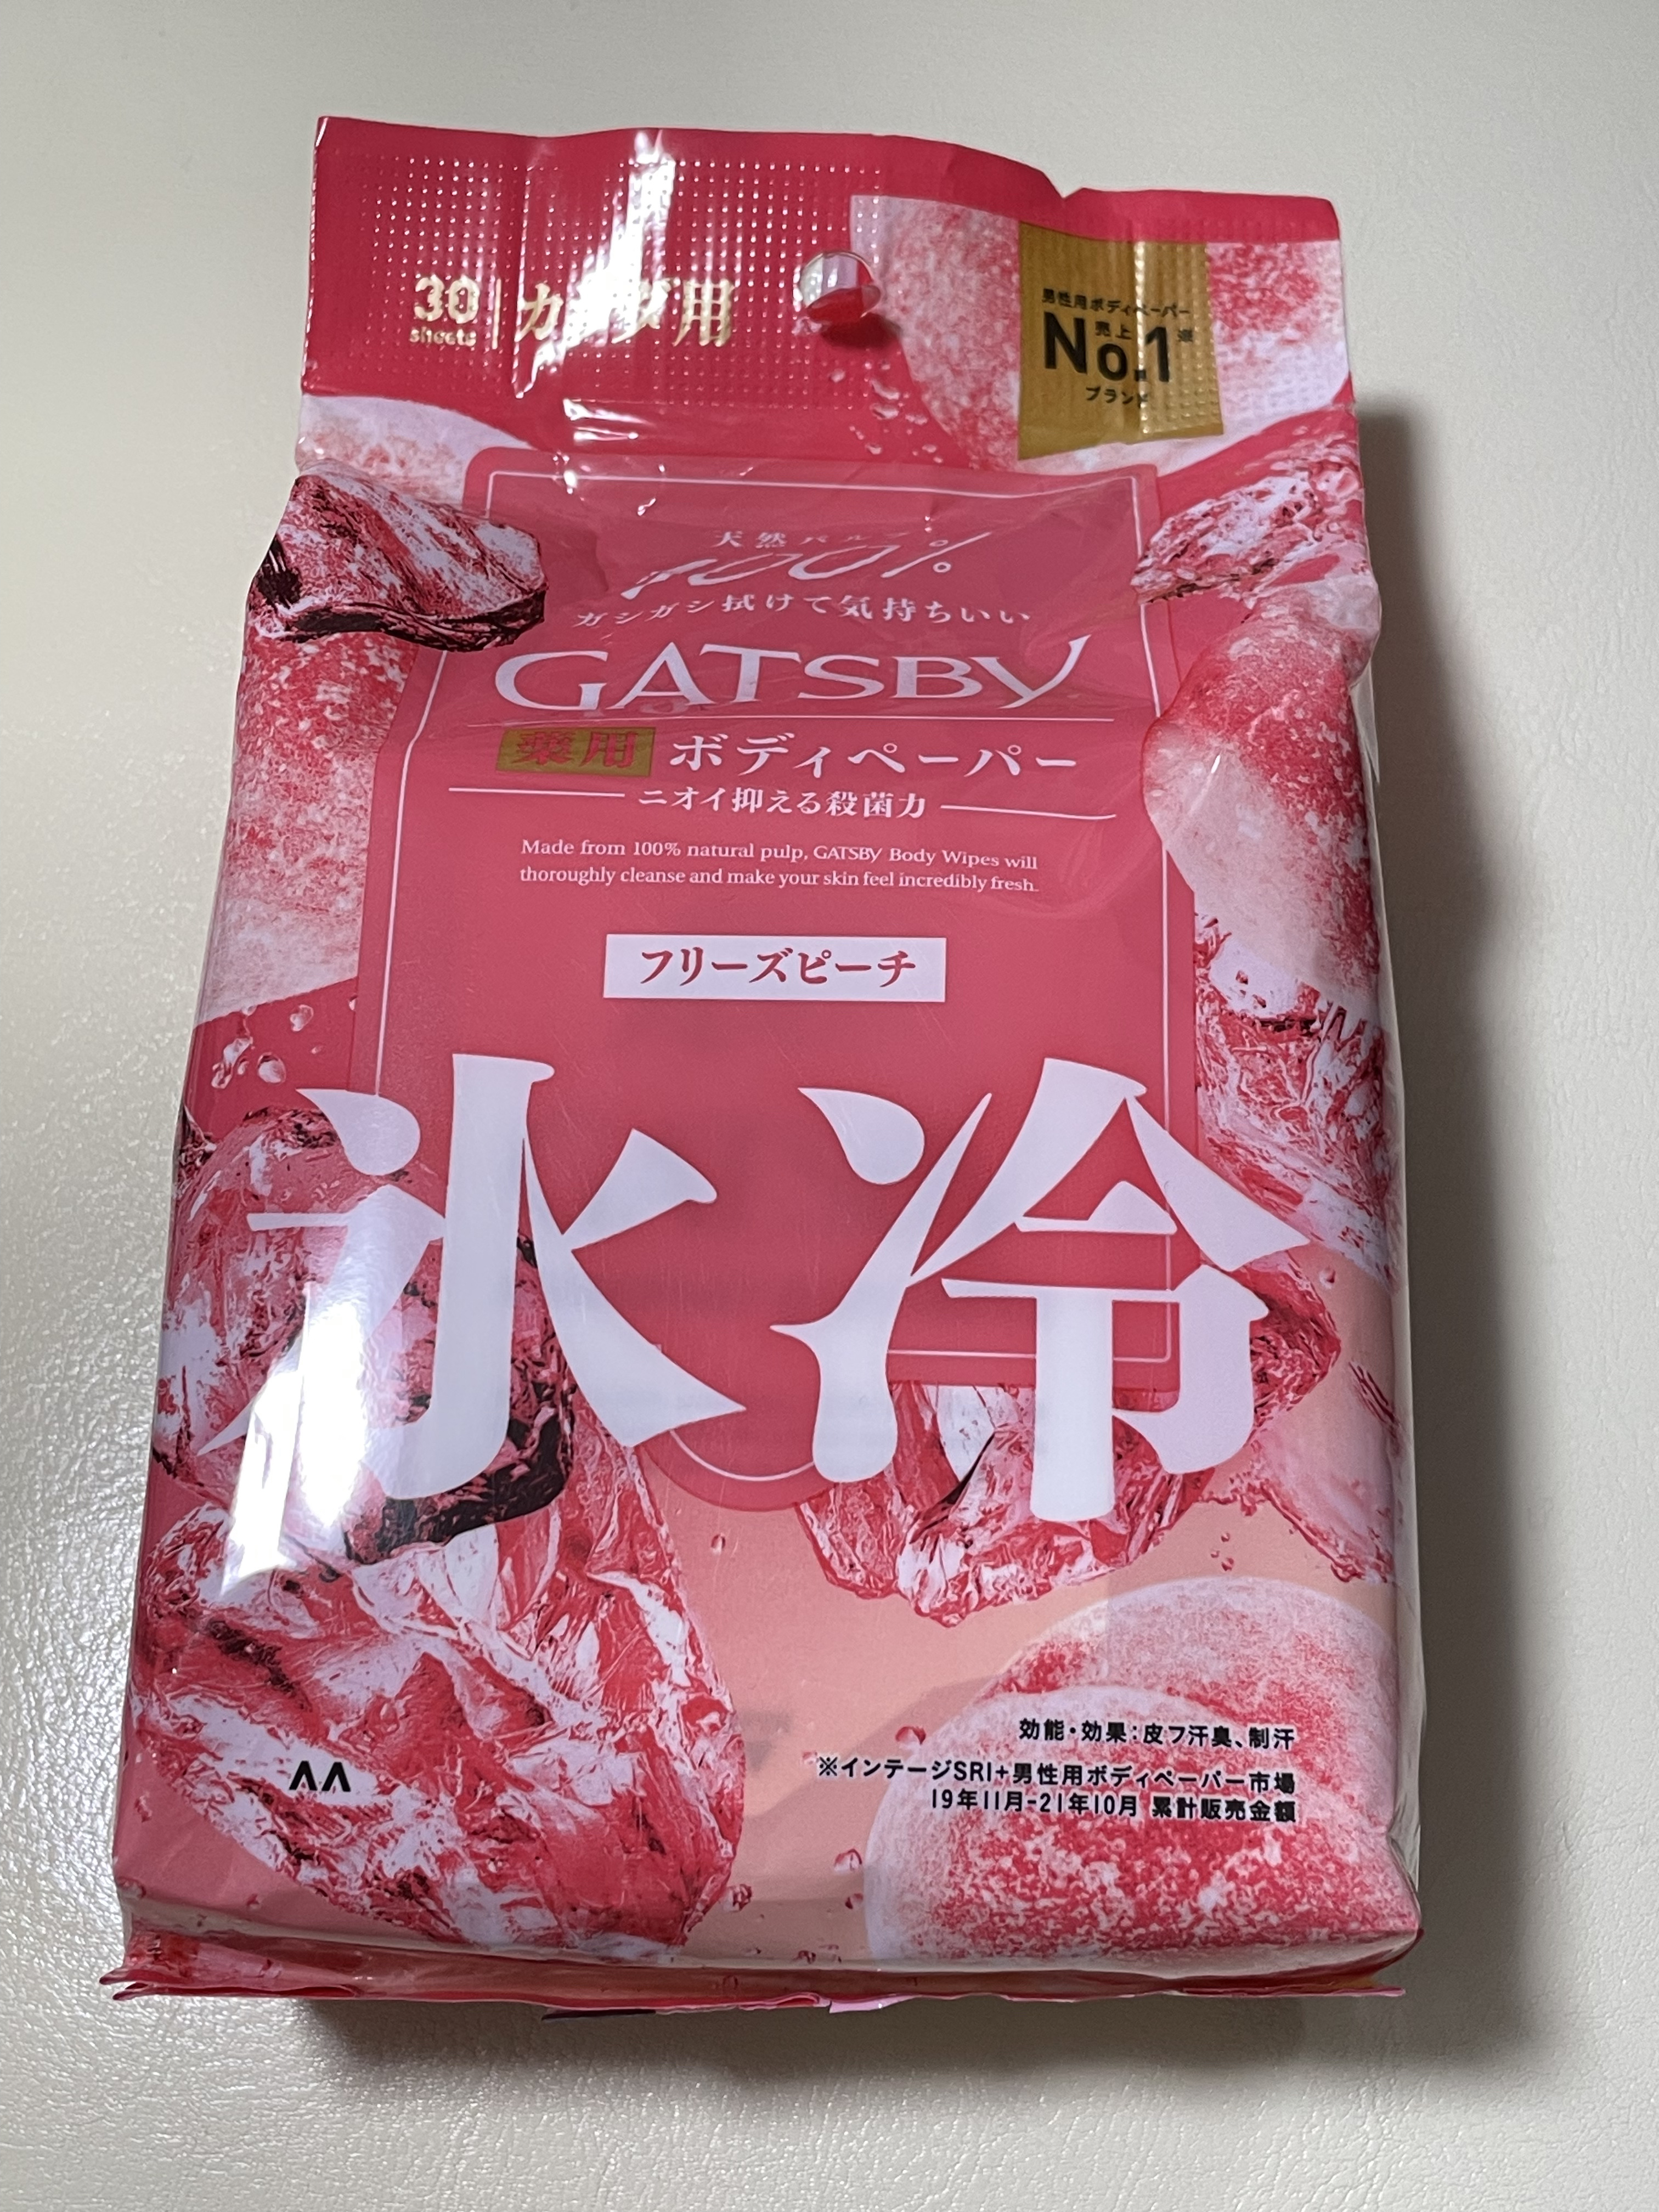 30
sheets
カラダ用
男性用ボディペーパー
売上
No.1※
ブランド
天然パルプ
100%
ガシガシ拭けて気持ちいい
GATSBY
薬用 ボディペーパー
ニオイ抑える殺菌力
Made from 100% natural pulp, GATSBY Body Wipes will
thoroughly cleanse and make your skin feel incredibly fresh.
フリーズピーチ
氷冷
効能・効果：皮フ汗臭、制汗
※インテージSRI+男性用ボディペーパー市場
19年11月-21年10月 累計販売金額